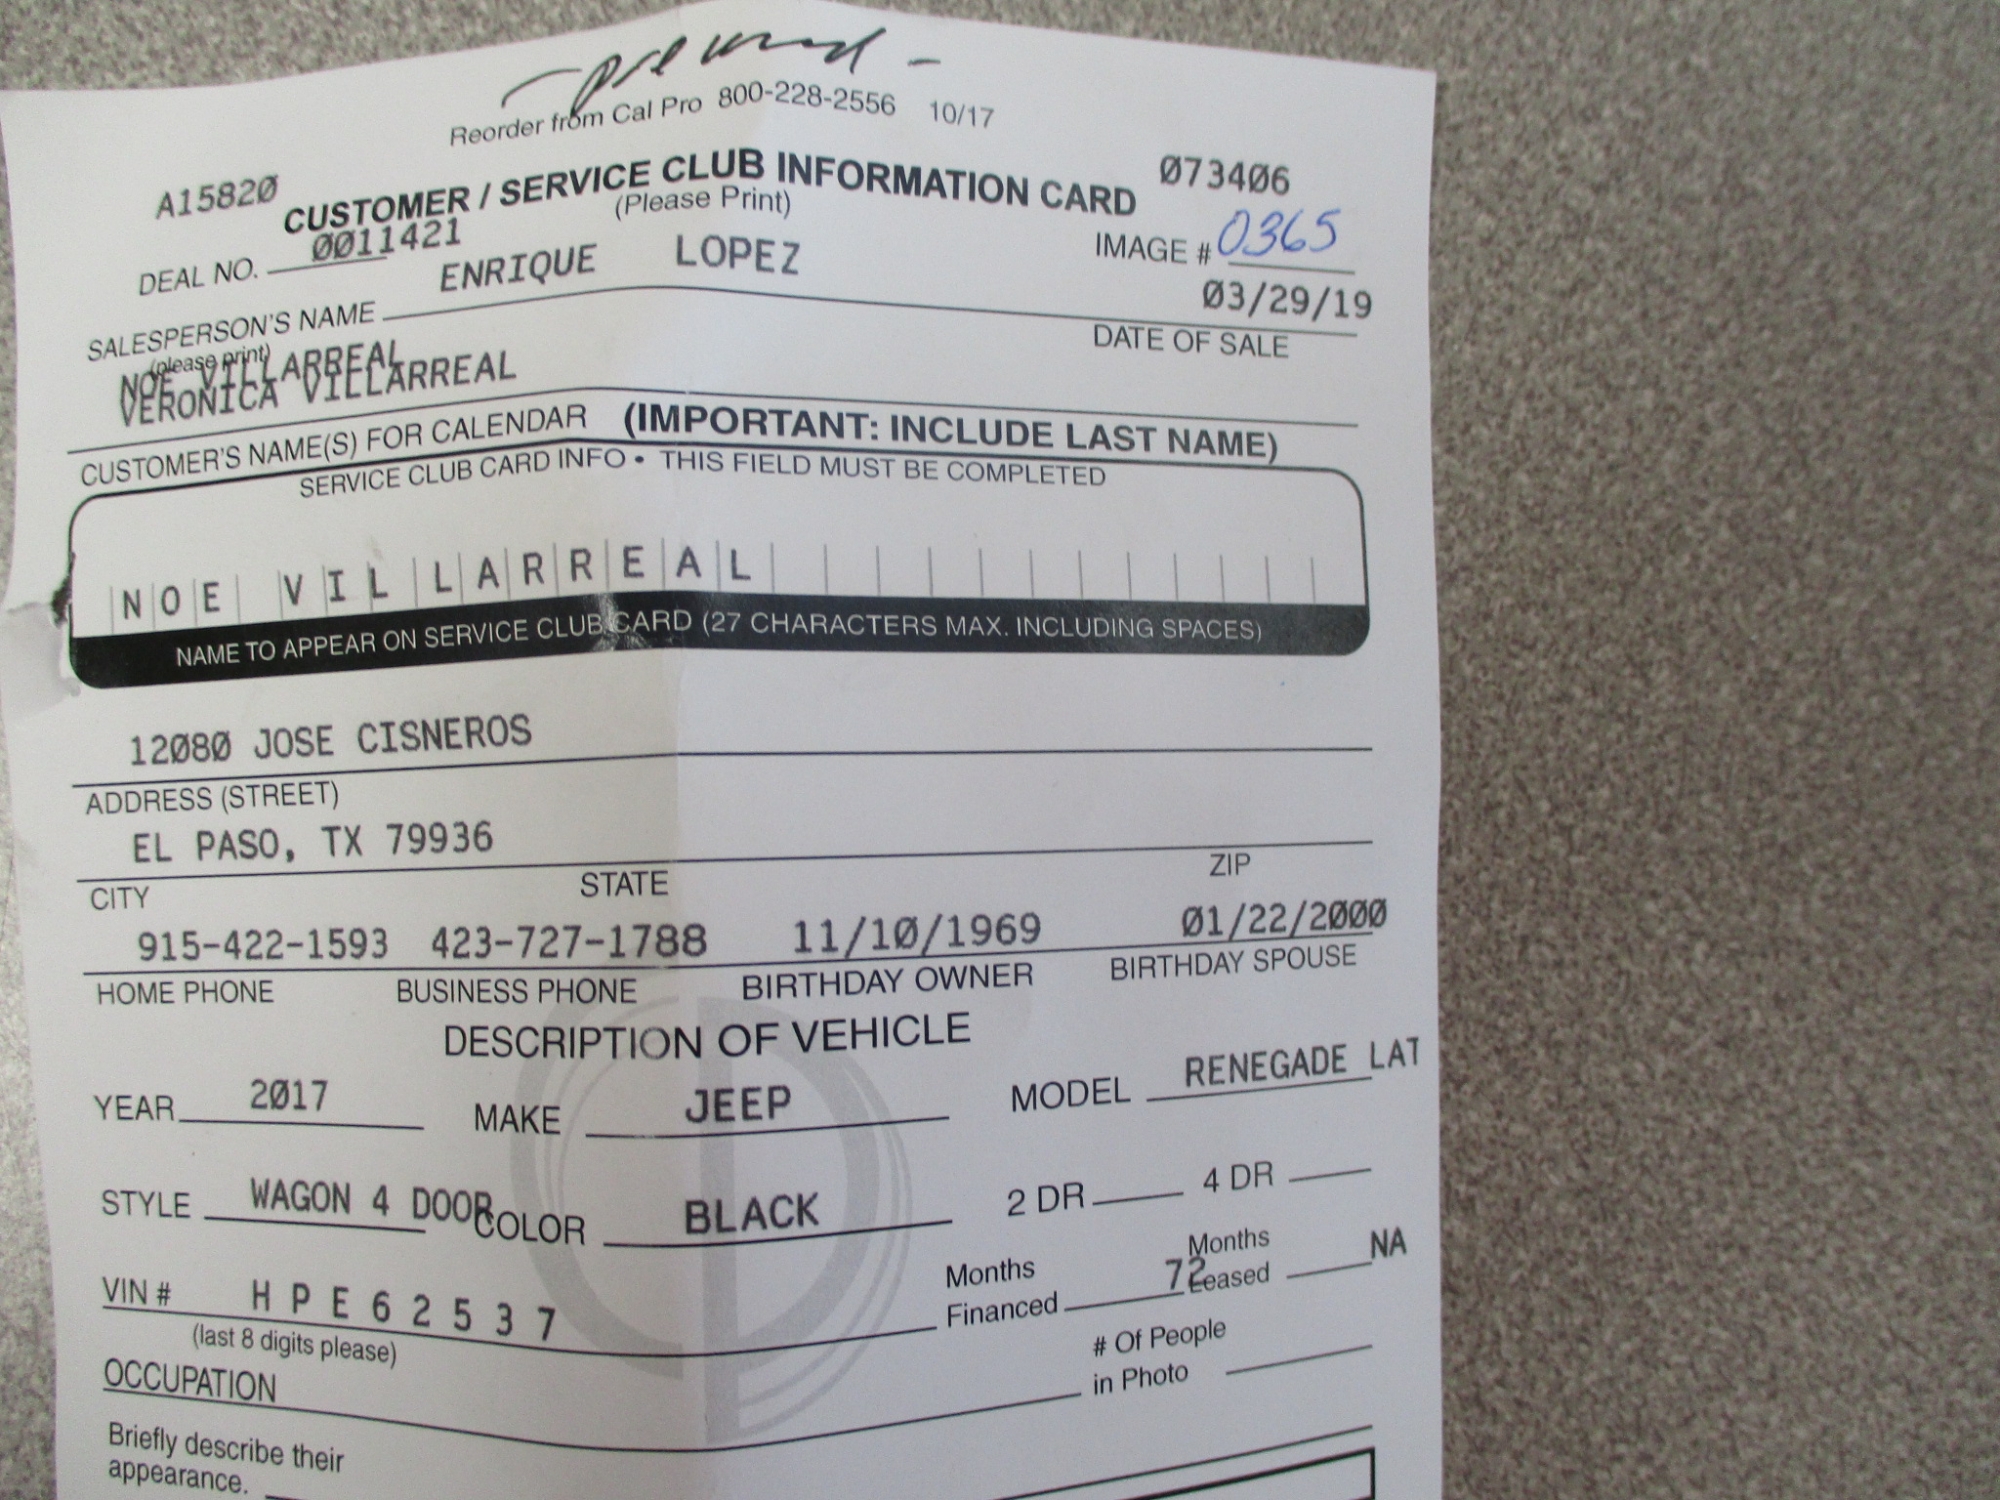 Reorder from Cal Pro 800-228-2556 10/17
A15820 073406
CUSTOMER / SERVICE CLUB INFORMATION CARD
(Please Print)
DEAL NO. 0011421 IMAGE # 0365
SALESPERSON'S NAME ENRIQUE LOPEZ 03/29/19
(please print) DATE OF SALE
NOE VILLARREAL
VERONICA VILLARREAL
CUSTOMER'S NAME(S) FOR CALENDAR (IMPORTANT: INCLUDE LAST NAME)
SERVICE CLUB CARD INFO • THIS FIELD MUST BE COMPLETED
NOE VILLARREAL
NAME TO APPEAR ON SERVICE CLUB CARD (27 CHARACTERS MAX. INCLUDING SPACES)
12080 JOSE CISNEROS
ADDRESS (STREET)
EL PASO, TX 79936
CITY STATE ZIP
915-422-1593 423-727-1788 11/10/1969 01/22/2000
HOME PHONE BUSINESS PHONE BIRTHDAY OWNER BIRTHDAY SPOUSE
DESCRIPTION OF VEHICLE
YEAR 2017 MAKE JEEP MODEL RENEGADE LAT
STYLE WAGON 4 DOOR COLOR BLACK 2 DR 4 DR
VIN # HPE62537 Months Financed 72 Months Leased NA
(last 8 digits please)
OCCUPATION # Of People in Photo
Briefly describe their
appearance.